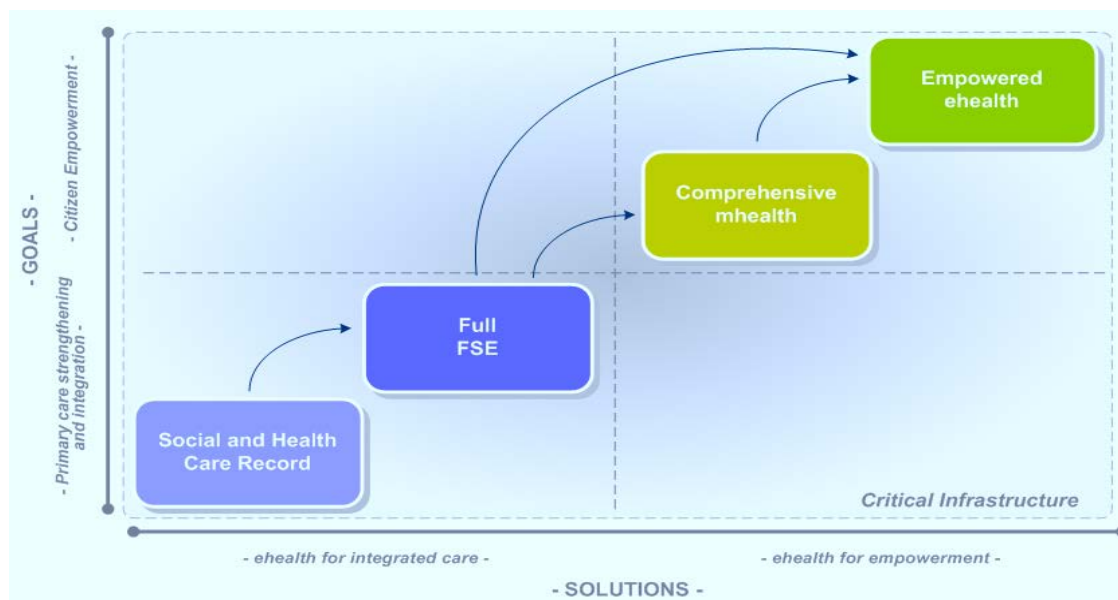 Empowered
ehealth
Comprehensive
mhealth
Full
FSE
Social and Health
Care Record
Critical Infrastructure
- GOALS -
- Citizen Empowerment -
- Primary care strengthening
and integration -
- ehealth for integrated care -
- ehealth for empowerment -
- SOLUTIONS -